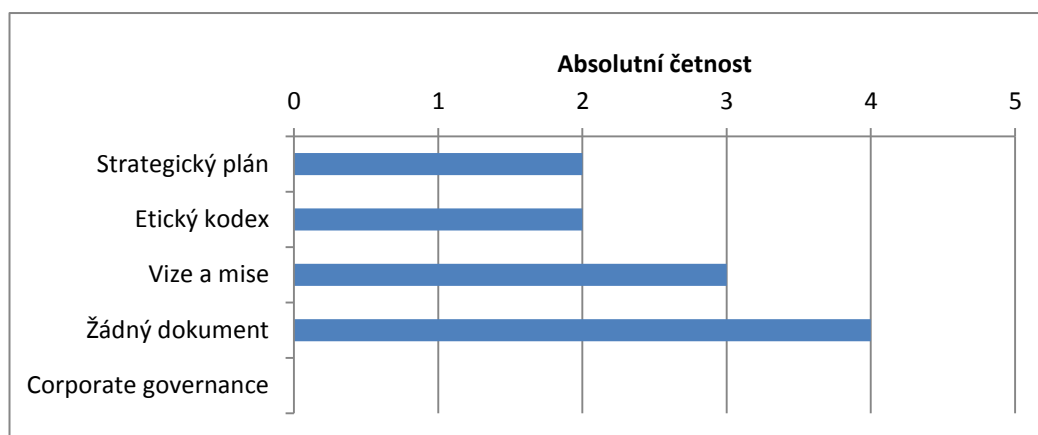 Absolutní četnost
0 1 2 3 4 5
Strategický plán
Etický kodex
Vize a mise
Žádný dokument
Corporate governance